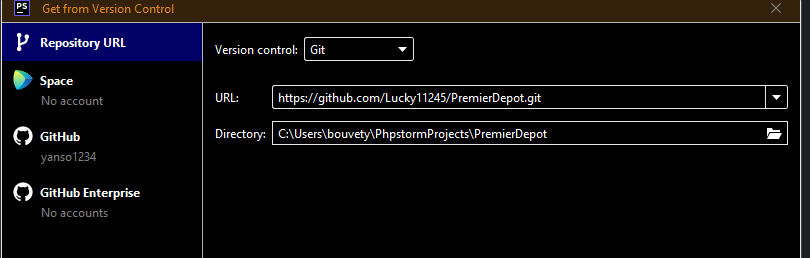 PS Get from Version Control
Repository URL
Space
No account
GitHub
yanso1234
GitHub Enterprise
No accounts
Version control: Git
URL: https://github.com/Lucky11245/PremierDepot.git
Directory: C:\Users\bouvety\PhpstormProjects\PremierDepot